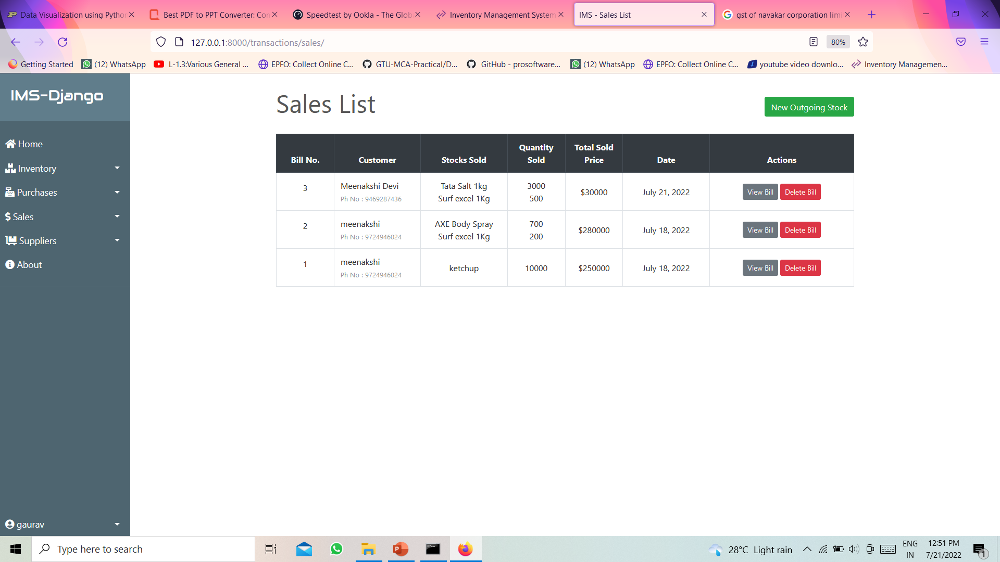 Data Visualization using Pytho
Best PDF to PPT Converter: Con
Speedtest by Ookla - The Glob
Inventory Management System
IMS - Sales List
gst of navakar corporation limi
127.0.0.1:8000/transactions/sales/
80%
Getting Started
(12) WhatsApp
L-1.3:Various General ...
EPFO: Collect Online C...
GTU-MCA-Practical/D...
GitHub - prosoftware...
(12) WhatsApp
EPFO: Collect Online C...
youtube video downlo...
Inventory Managemen...
IMS-Django
Home
Inventory
Purchases
$ Sales
Suppliers
About
gaurav
Sales List
New Outgoing Stock
Bill No.
Customer
Stocks Sold
Quantity
Sold
Total Sold
Price
Date
Actions
3
Meenakshi Devi
Ph No : 9469287436
Tata Salt 1kg
Surf excel 1Kg
3000
500
$30000
July 21, 2022
View Bill
Delete Bill
2
meenakshi
Ph No : 9724946024
AXE Body Spray
Surf excel 1Kg
700
200
$280000
July 18, 2022
View Bill
Delete Bill
1
meenakshi
Ph No : 9724946024
ketchup
10000
$250000
July 18, 2022
View Bill
Delete Bill
Type here to search
28°C Light rain
ENG
IN
12:51 PM
7/21/2022
1